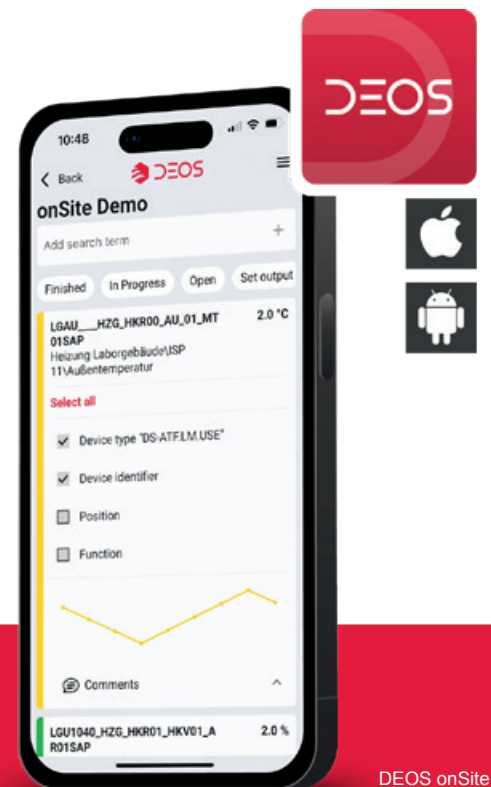 DEOS
10:48
Back
DEOS
onSite Demo
Add search term
Finished
In Progress
Open
Set output
LGAU___HZG_HKR00_AU_01_MT
01SAP
2.0 °C
Heizung Laborgebäude\ISP
11\Außentemperatur
Select all
Device type "DS-ATF.LM.USE"
Device identifier
Position
Function
Comments
LGU1040_HZG_HKR01_HKV01_A
R01SAP
2.0 %
DEOS onSite